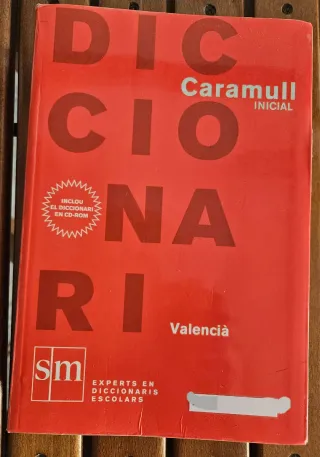 DIC
Caramull
INICIAL
CIO
INCLOU
EL DICCIONARI
EN CD-ROM
NA
RI
Valencià
sm
EXPERTS EN
DICCIONARIS
ESCOLARS